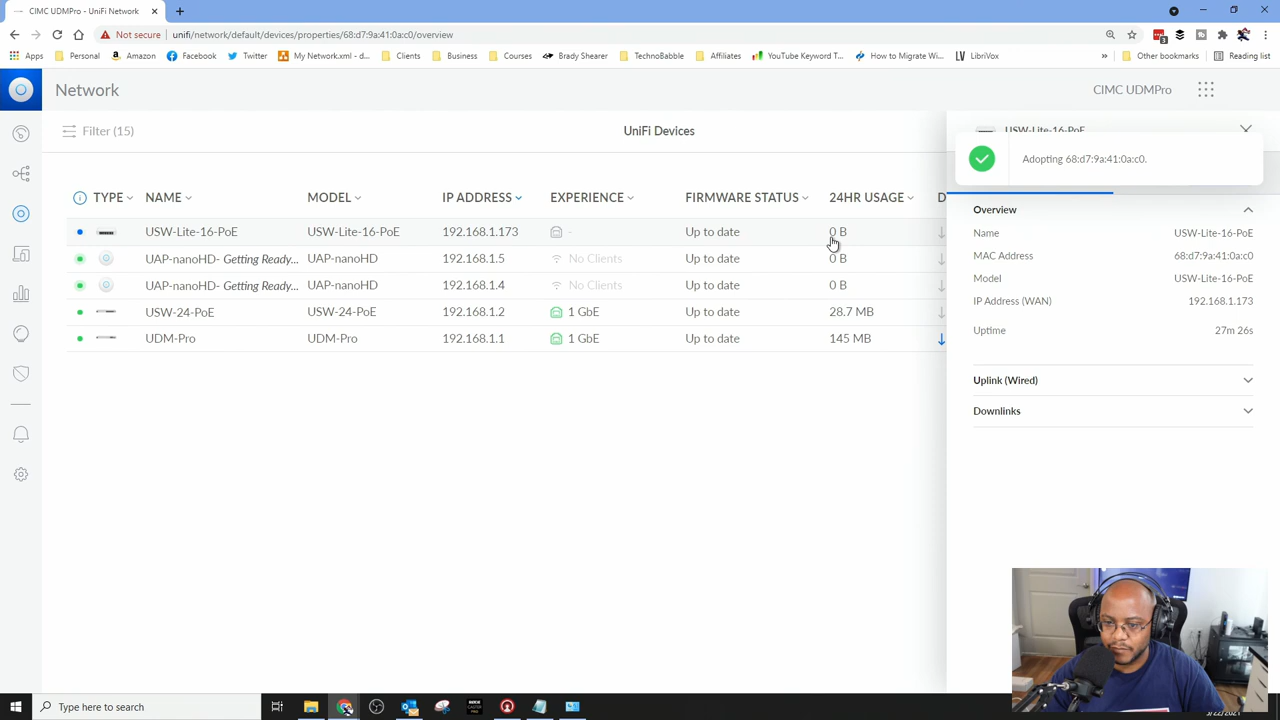 CIMC UDMPro - UniFi Network
Not secure
unifi/network/default/devices/properties/68:d7:9a:41:0a:c0/overview
3
Apps
Personal
Amazon
Facebook
Twitter
My Network.xml - d...
Clients
Business
Courses
Brady Shearer
TechnoBabble
Affiliates
YouTube Keyword T...
How to Migrate Wi...
LibriVox
»
Other bookmarks
Reading list
Network
CIMC UDMPro
Filter (15)
UniFi Devices
USW-Lite-16-PoE
Adopting 68:d7:9a:41:0a:c0.
TYPE NAME MODEL IP ADDRESS EXPERIENCE FIRMWARE STATUS 24HR USAGE D
USW-Lite-16-PoE USW-Lite-16-PoE 192.168.1.173 - Up to date 0 B
UAP-nanoHD- Getting Ready... UAP-nanoHD 192.168.1.5 No Clients Up to date 0 B
UAP-nanoHD- Getting Ready... UAP-nanoHD 192.168.1.4 No Clients Up to date 0 B
USW-24-PoE USW-24-PoE 192.168.1.2 1 GbE Up to date 28.7 MB
UDM-Pro UDM-Pro 192.168.1.1 1 GbE Up to date 145 MB
Overview
Name USW-Lite-16-PoE
MAC Address 68:d7:9a:41:0a:c0
Model USW-Lite-16-PoE
IP Address (WAN) 192.168.1.173
Uptime 27m 26s
Uplink (Wired)
Downlinks
Type here to search